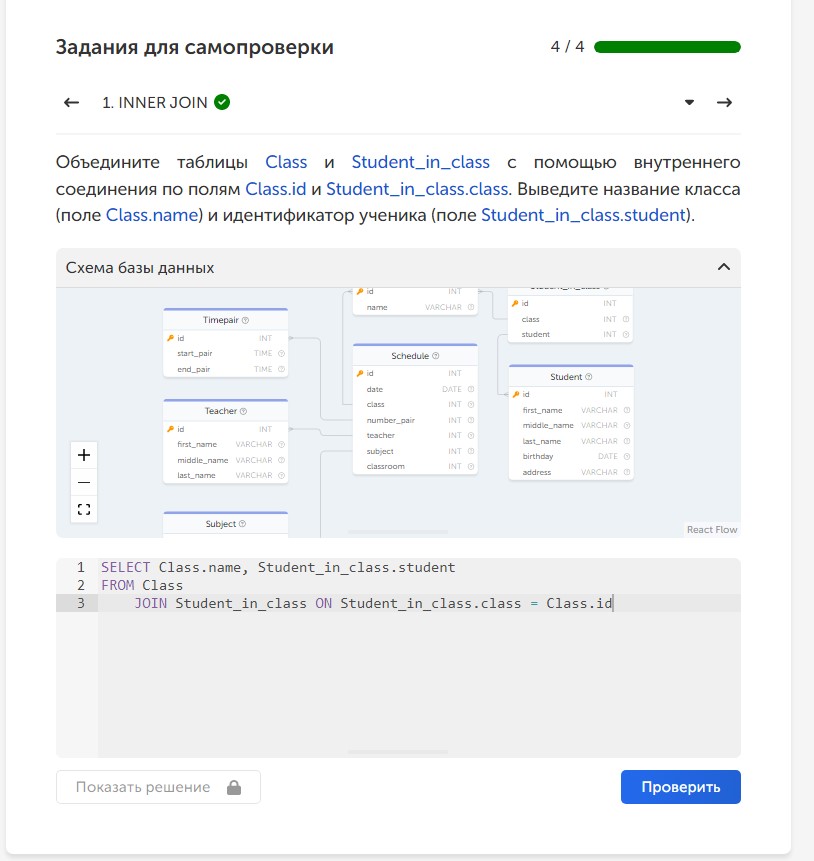 Задания для самопроверки
4 / 4
1. INNER JOIN
Объедините таблицы Class и Student_in_class с помощью внутреннего
соединения по полям Class.id и Student_in_class.class. Выведите название класса
(поле Class.name) и идентификатор ученика (поле Student_in_class.student).
Схема базы данных
Timepair
id INT
start_pair TIME
end_pair TIME
Teacher
id INT
first_name VARCHAR
middle_name VARCHAR
last_name VARCHAR
Subject
id INT
name VARCHAR
Schedule
id INT
date DATE
class INT
number_pair INT
teacher INT
subject INT
classroom INT
id INT
class INT
student INT
Student
id INT
first_name VARCHAR
middle_name VARCHAR
last_name VARCHAR
birthday DATE
address VARCHAR
React Flow
1 SELECT Class.name, Student_in_class.student
2 FROM Class
3 JOIN Student_in_class ON Student_in_class.class = Class.id
Показать решение
Проверить